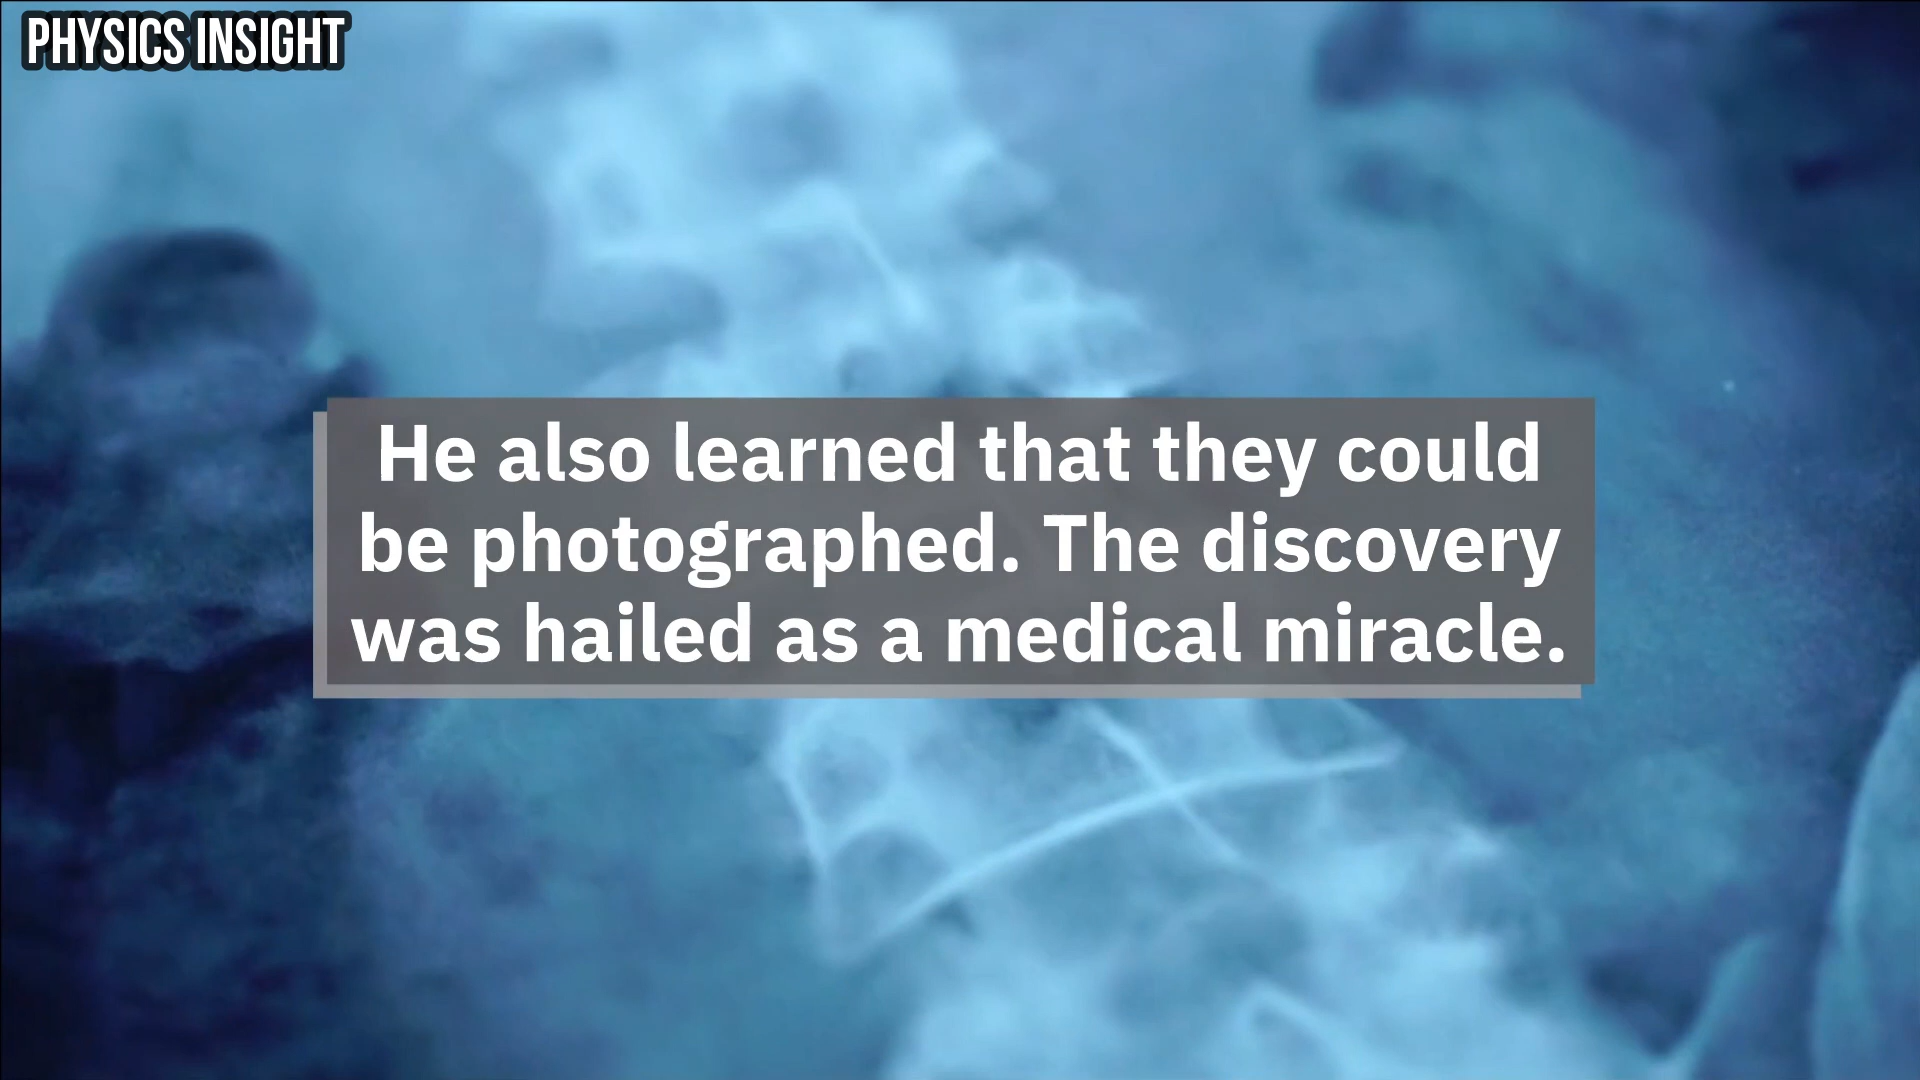 PHYSICS INSIGHT
He also learned that they could
be photographed. The discovery
was hailed as a medical miracle.